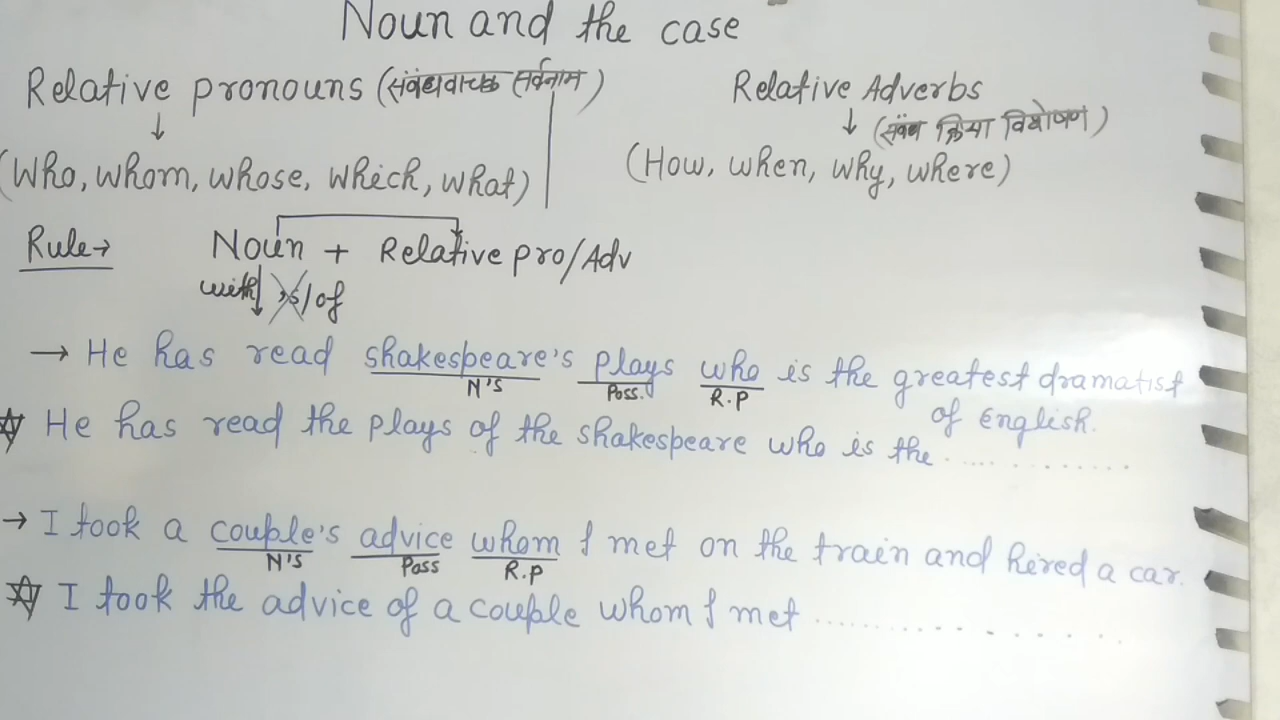 Noun and the case
Relative pronouns (संबंधवाचक सर्वनाम)
↓
(Who, whom, whose, which, what)
Relative Adverbs
↓ (संबंध क्रिया विशेषण)
(How, when, why, where)
Rule→ Noun + Relative pro/Adv
with 's/of
→ He has read shakespeare's plays who is the greatest dramatist
N'S Poss. R.P
of English.
☆ He has read the plays of the shakespeare who is the ..............
→ I took a couple's advice whom I met on the train and hired a car.
N'S Poss R.P
☆ I took the advice of a couple whom I met ..............